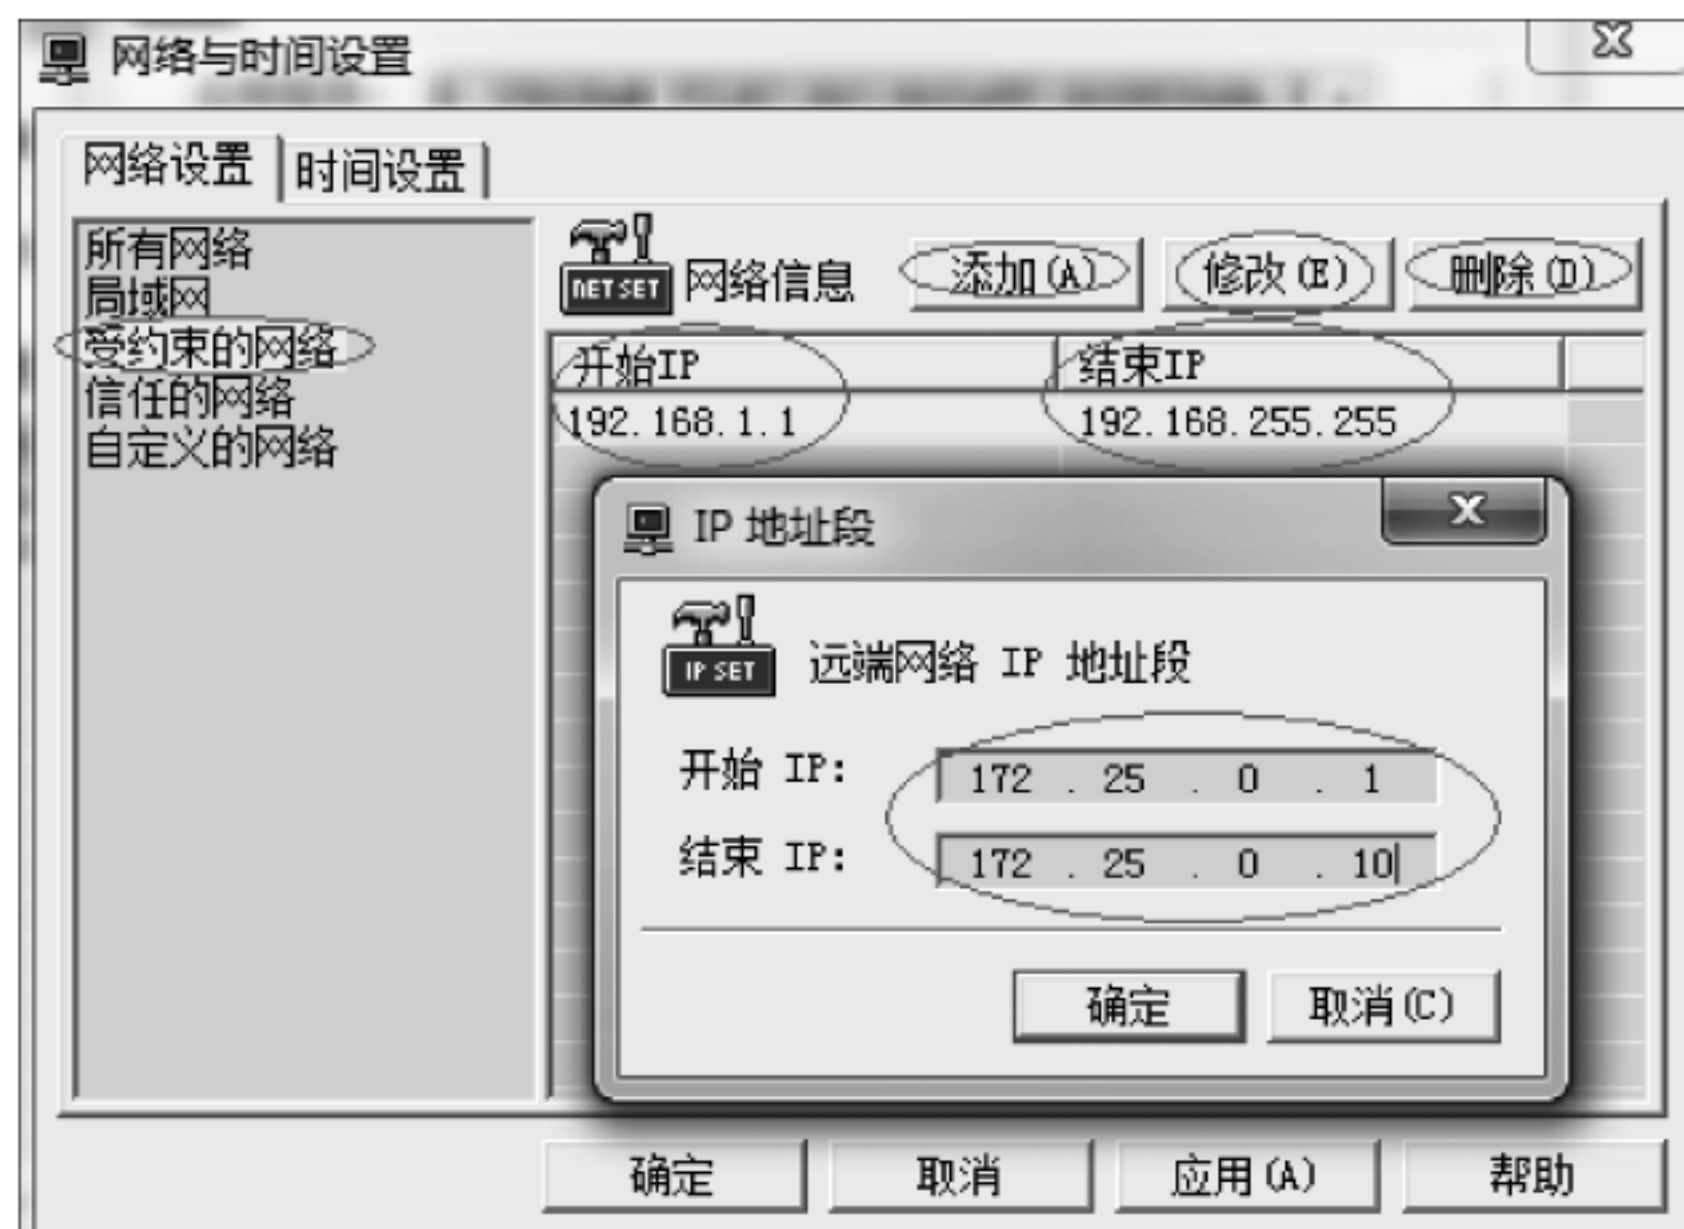 网络与时间设置
网络设置 时间设置
所有网络
局域网
受约束的网络
信任的网络
自定义的网络
NET SET 网络信息 添加(A) 修改(E) 删除(D)
开始IP 结束IP
192.168.1.1 192.168.255.255
IP 地址段
IP SET 远端网络 IP 地址段
开始 IP: 172 . 25 . 0 . 1
结束 IP: 172 . 25 . 0 . 10
确定 取消(C)
确定 取消 应用(A) 帮助